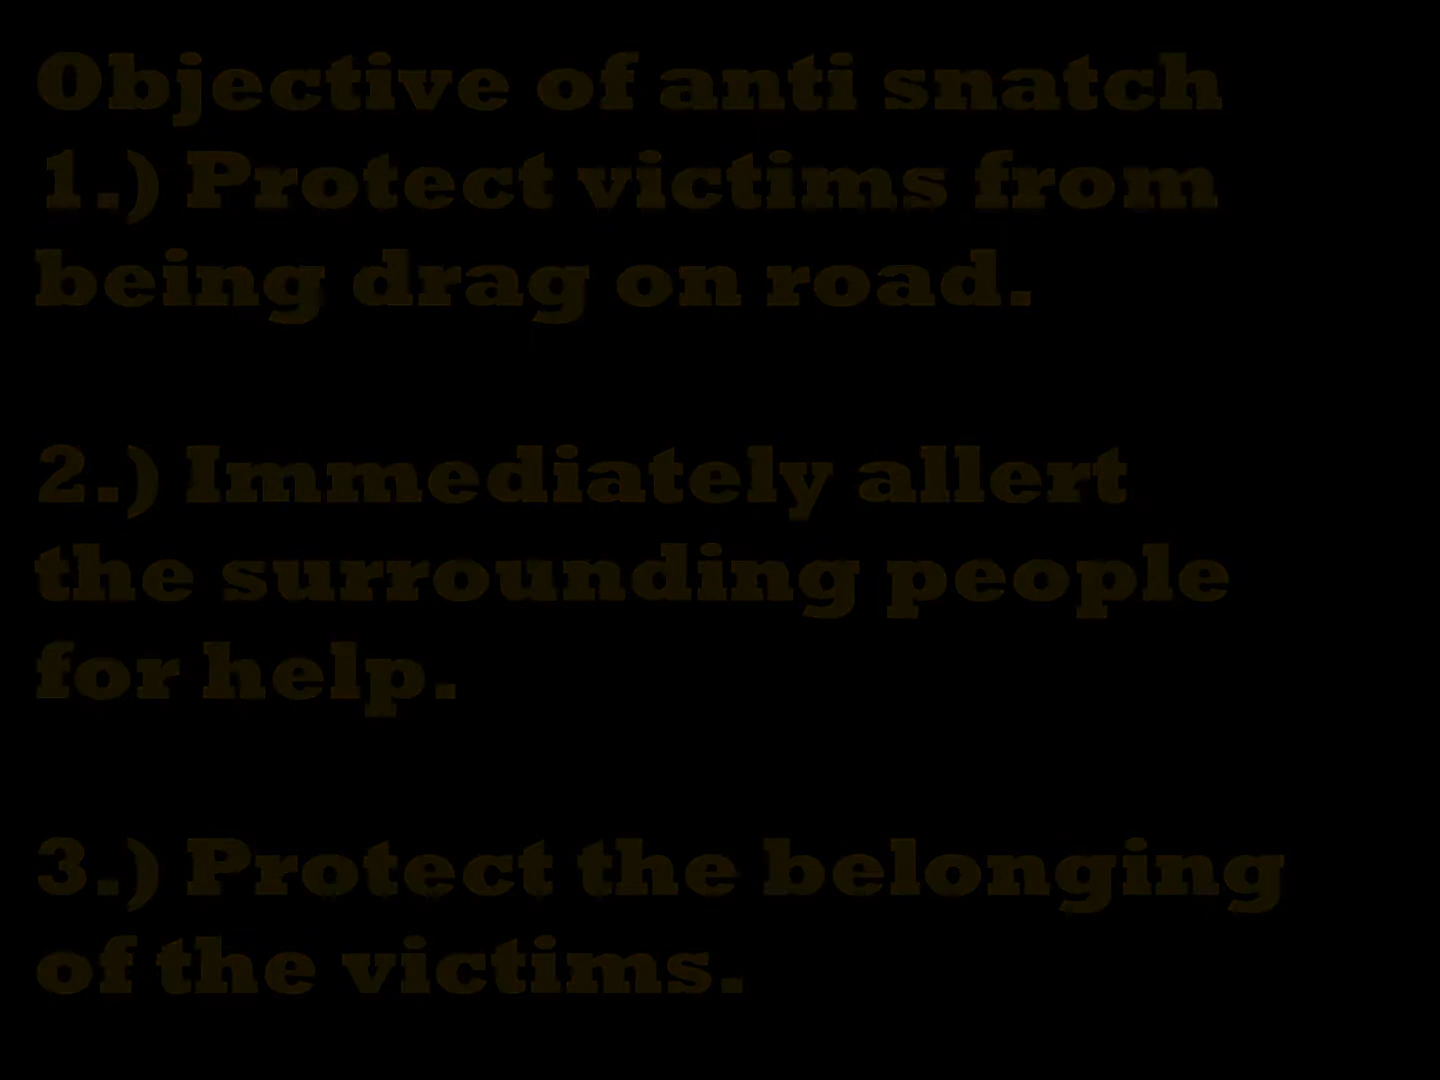 Objective of anti snatch
1.) Protect victims from
being drag on road.
2.) Immediately allert
the surrounding people
for help.
3.) Protect the belonging
of the victims.